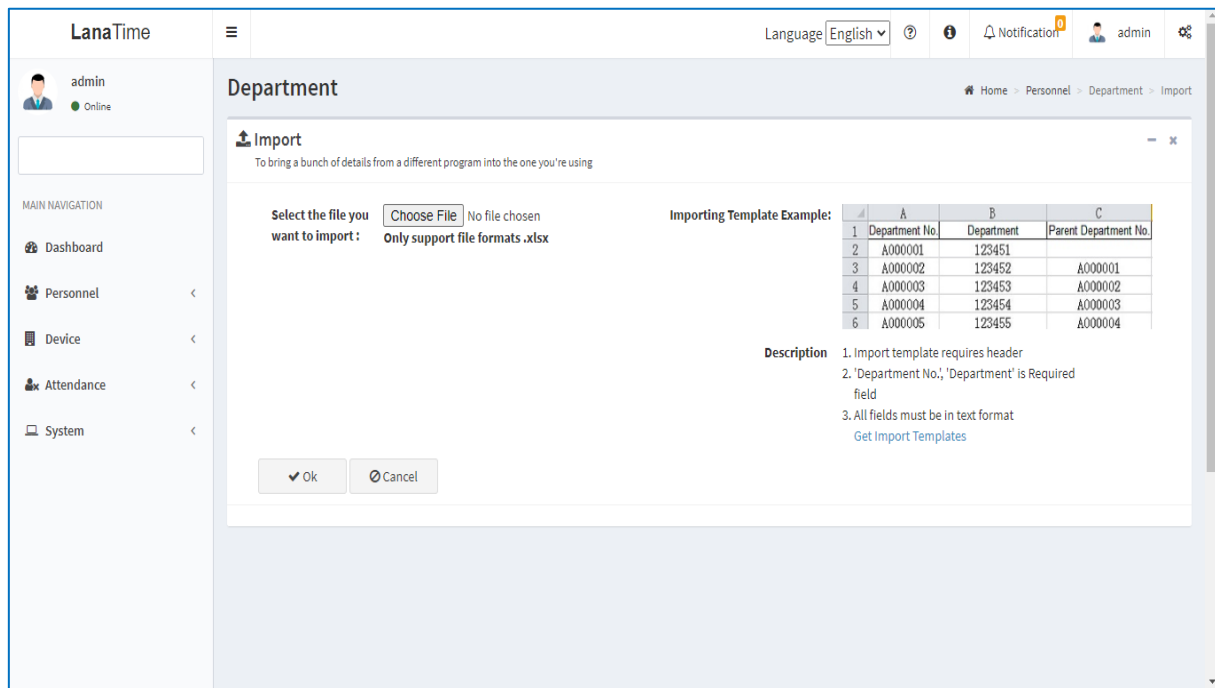 LanaTime
Language English ? Notification 0 admin
admin
Online
MAIN NAVIGATION
Dashboard
Personnel
Device
Attendance
System
Department
Home > Personnel > Department > Import
Import
To bring a bunch of details from a different program into the one you're using
Select the file you want to import :
Choose File No file chosen
Only support file formats .xlsx
Importing Template Example:
A B C
1 Department No. Department Parent Department No.
2 A000001 123451
3 A000002 123452 A000001
4 A000003 123453 A000002
5 A000004 123454 A000003
6 A000005 123455 A000004
Description
1. Import template requires header
2. 'Department No.', 'Department' is Required
field
3. All fields must be in text format
Get Import Templates
Ok Cancel